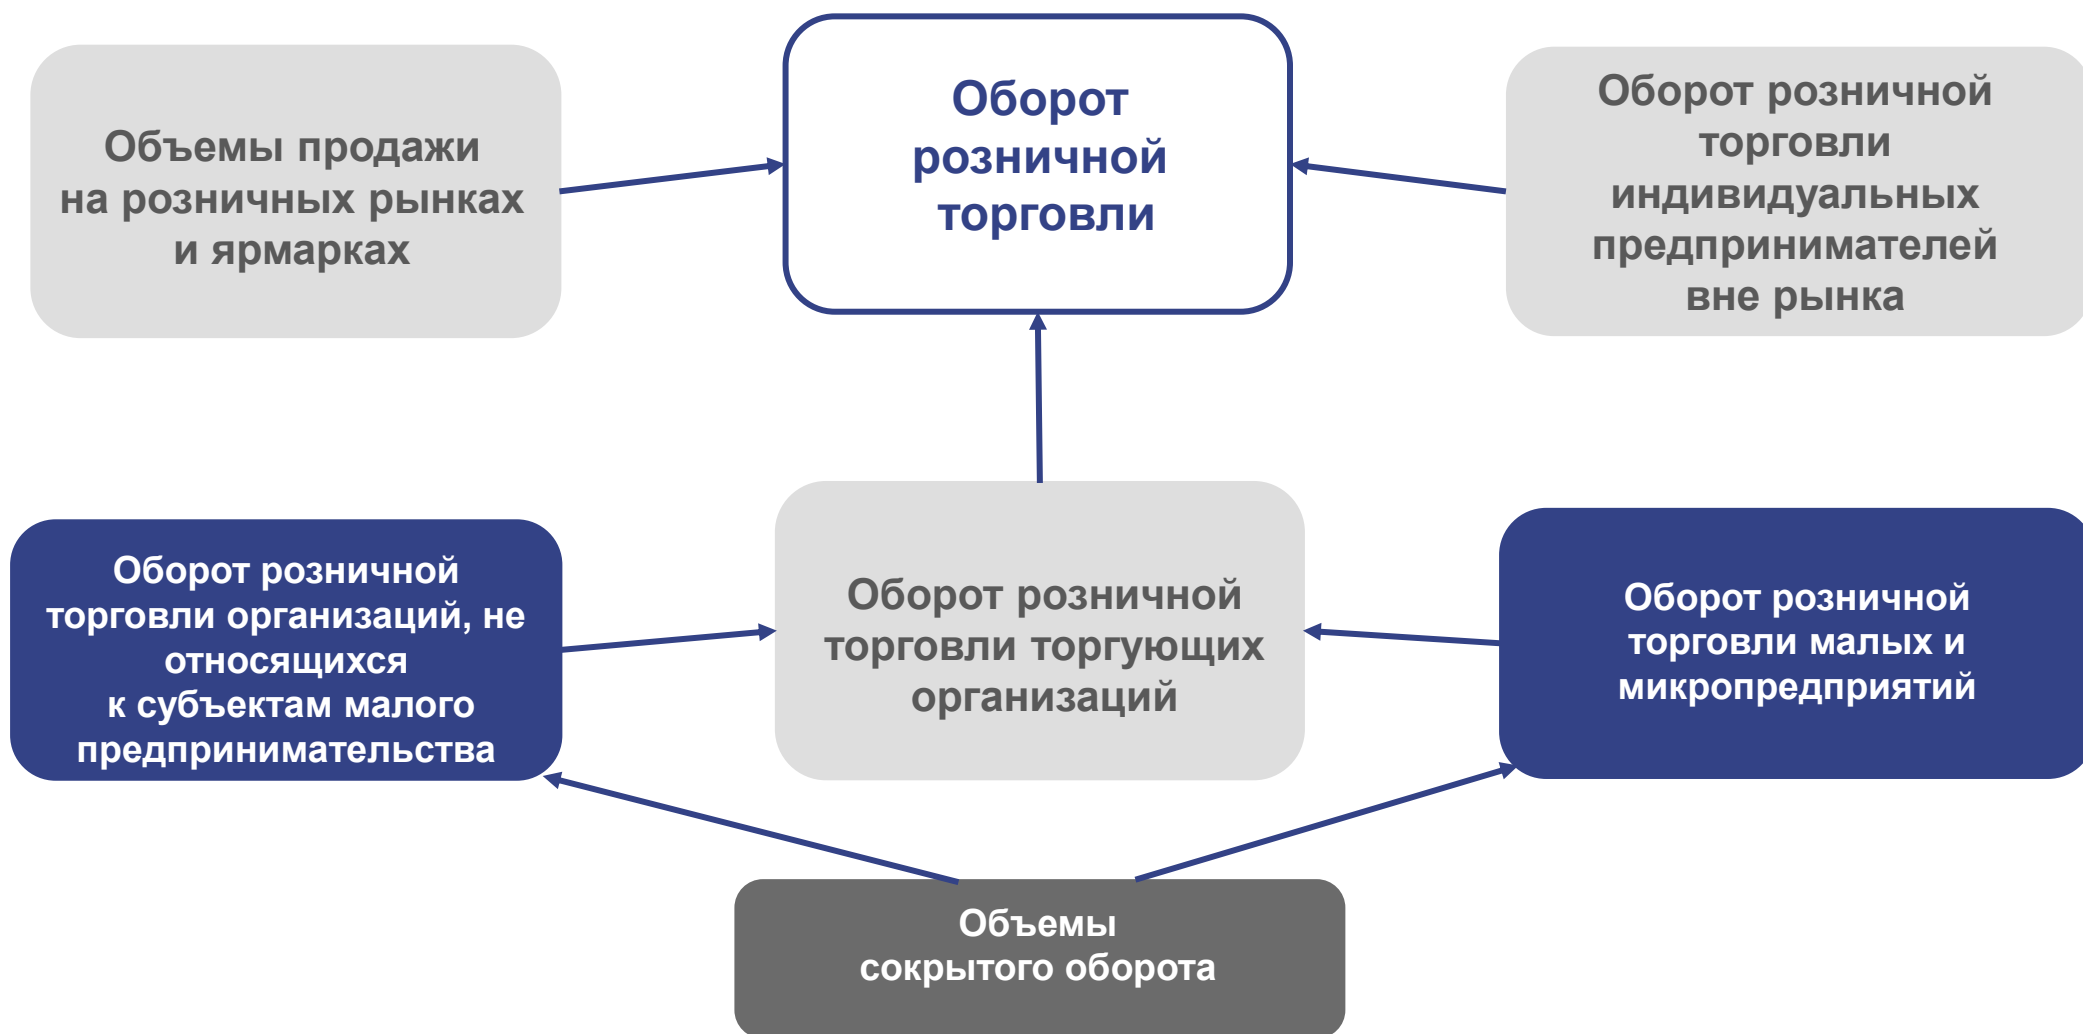 Объемы продажи
на розничных рынках
и ярмарках
Оборот
розничной
торговли
Оборот розничной
торговли
индивидуальных
предпринимателей
вне рынка
Оборот розничной
торговли организаций, не
относящихся
к субъектам малого
предпринимательства
Оборот розничной
торговли торгующих
организаций
Оборот розничной
торговли малых и
микропредприятий
Объемы
сокрытого оборота